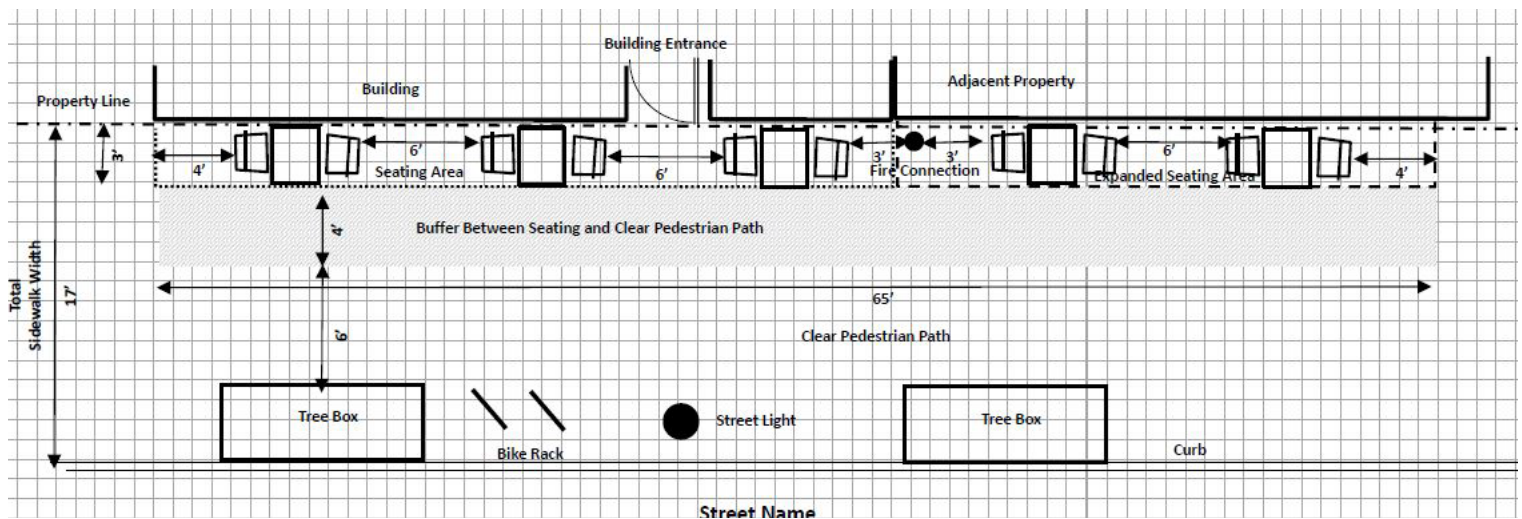 Building Entrance
Building
Adjacent Property
Property Line
3'
4'
6'
Seating Area
6'
3'
3'
Fire Connection
6'
Expanded Seating Area
4'
4'
Buffer Between Seating and Clear Pedestrian Path
Total
Sidewalk Width
17'
65'
6'
Clear Pedestrian Path
Tree Box
Bike Rack
Street Light
Tree Box
Curb
Street Name